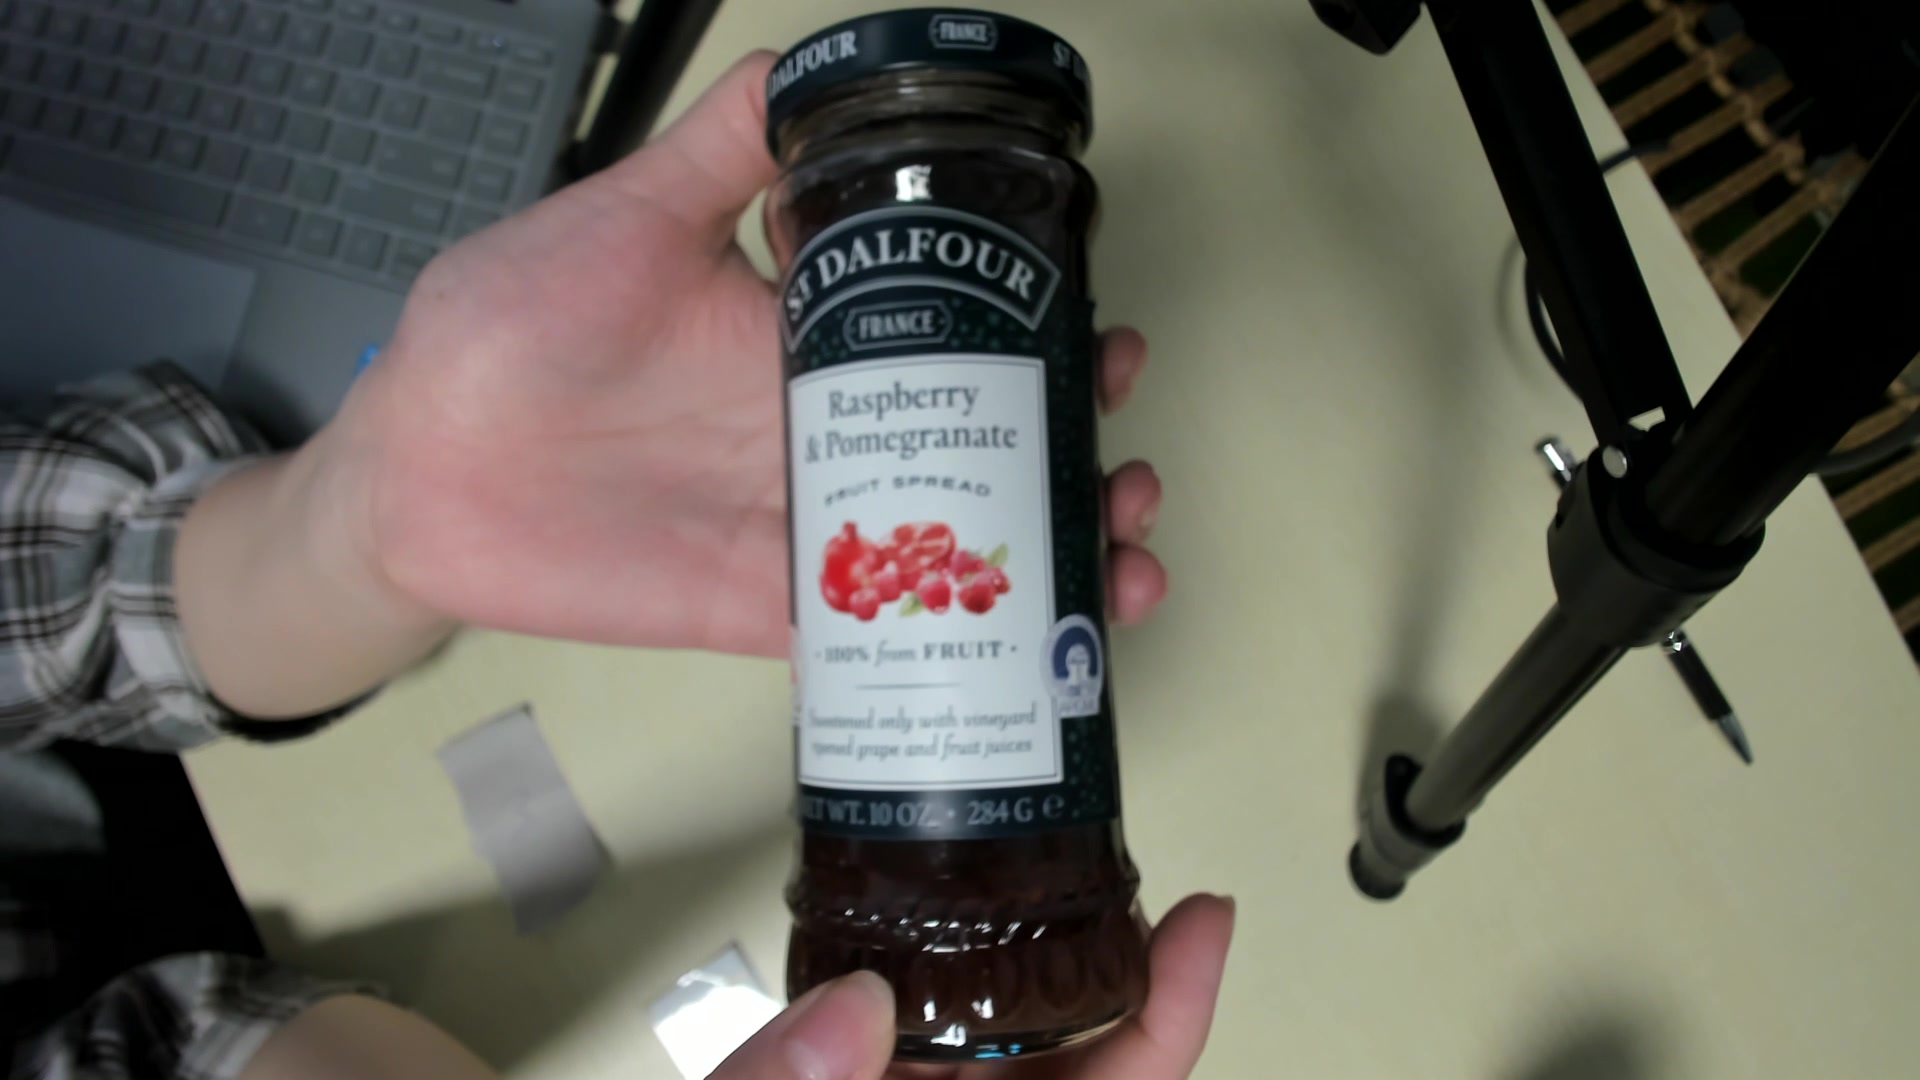 DALFOUR FRANCE ST D
ST DALFOUR
FRANCE
Raspberry
& Pomegranate
FRUIT SPREAD
100% from FRUIT
Sweetened only with vineyard
ripened grape and fruit juices
NET WT. 10 OZ. • 284 G ℮